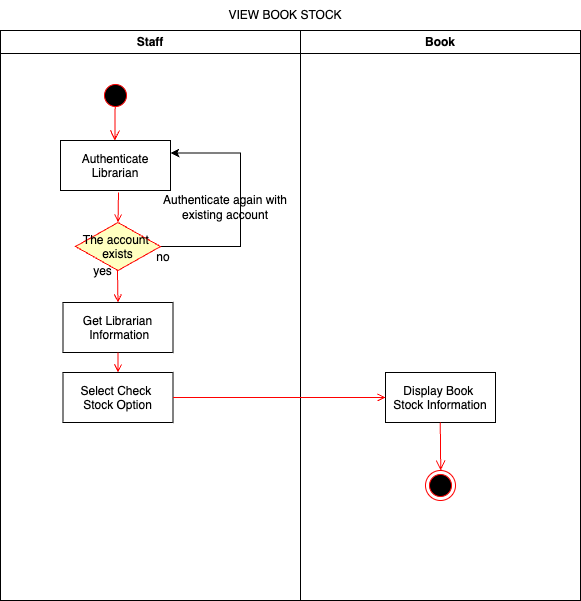 VIEW BOOK STOCK
Staff
Book
Authenticate
Librarian
Authenticate again with
existing account
The account
exists
no
yes
Get Librarian
Information
Select Check
Stock Option
Display Book
Stock Information